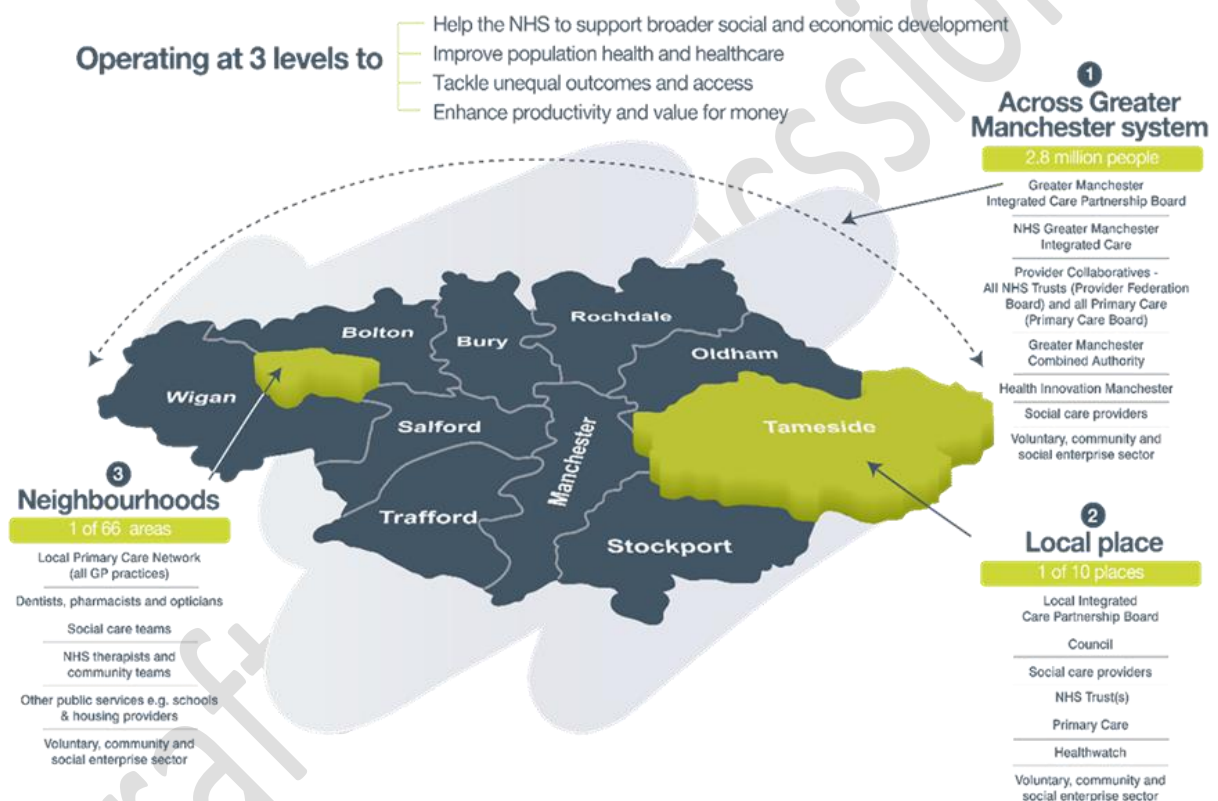 Operating at 3 levels to
Help the NHS to support broader social and economic development
Improve population health and healthcare
Tackle unequal outcomes and access
Enhance productivity and value for money
1
Across Greater
Manchester system
2.8 million people
Greater Manchester
Integrated Care Partnership Board
NHS Greater Manchester
Integrated Care
Provider Collaboratives -
All NHS Trusts (Provider Federation
Board) and all Primary Care
(Primary Care Board)
Greater Manchester
Combined Authority
Health Innovation Manchester
Social care providers
Voluntary, community and
social enterprise sector
Wigan
Bolton
Bury
Rochdale
Oldham
Salford
Manchester
Tameside
Trafford
Stockport
3
Neighbourhoods
1 of 66 areas
Local Primary Care Network
(all GP practices)
Dentists, pharmacists and opticians
Social care teams
NHS therapists and
community teams
Other public services e.g. schools
& housing providers
Voluntary, community and
social enterprise sector
2
Local place
1 of 10 places
Local Integrated
Care Partnership Board
Council
Social care providers
NHS Trust(s)
Primary Care
Healthwatch
Voluntary, community and
social enterprise sector